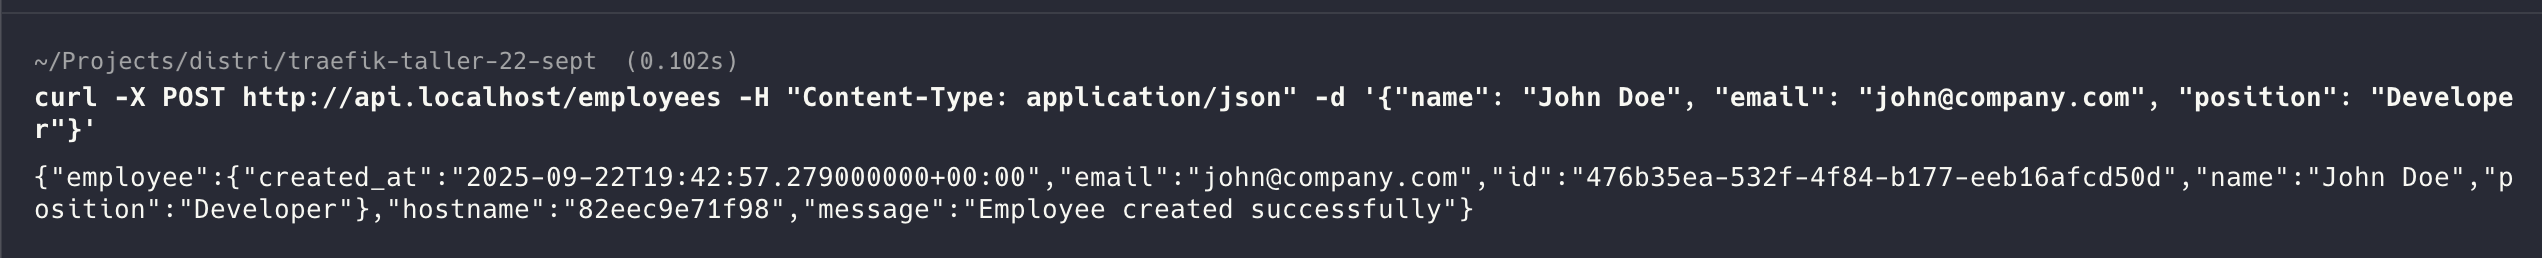 ~/Projects/distri/traefik-taller-22-sept  (0.102s)
curl -X POST http://api.localhost/employees -H "Content-Type: application/json" -d '{"name": "John Doe", "email": "john@company.com", "position": "Develope
r"}'
{"employee":{"created_at":"2025-09-22T19:42:57.279000000+00:00","email":"john@company.com","id":"476b35ea-532f-4f84-b177-eeb16afcd50d","name":"John Doe","p
osition":"Developer"},"hostname":"82eec9e71f98","message":"Employee created successfully"}